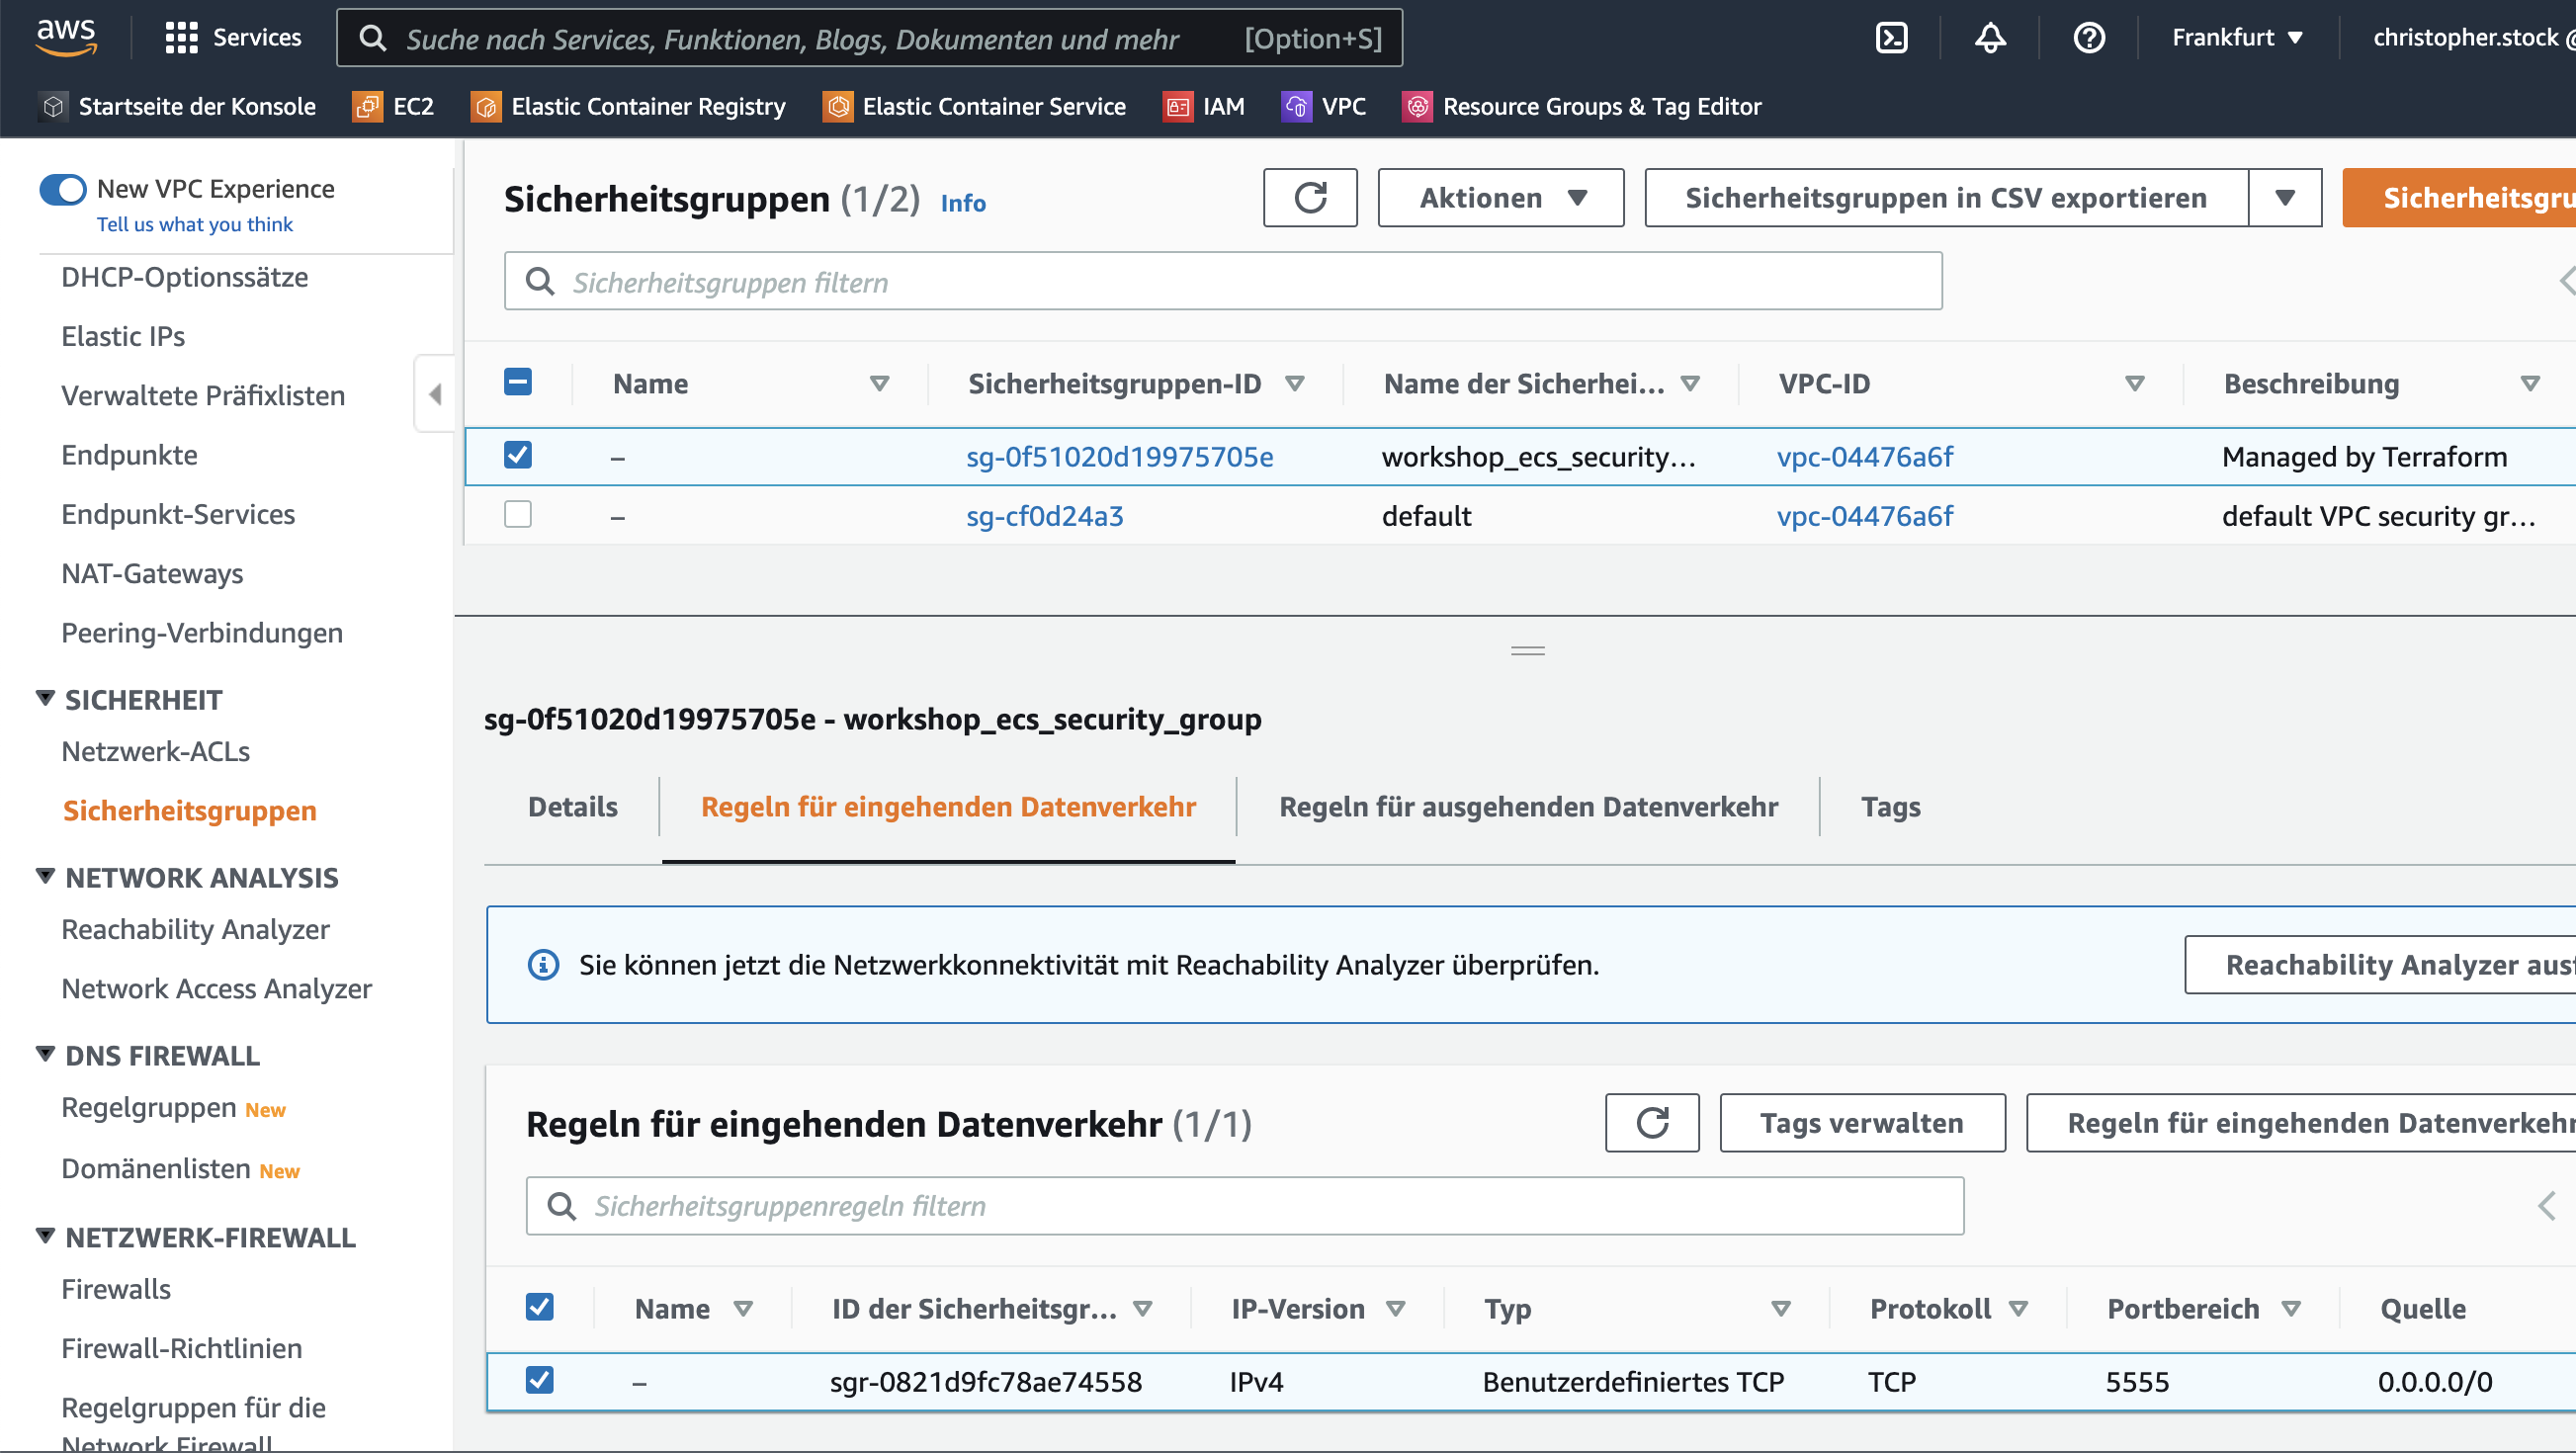 aws
Services
Suche nach Services, Funktionen, Blogs, Dokumenten und mehr [Option+S]
Frankfurt
christopher.stock @
Startseite der Konsole
EC2
Elastic Container Registry
Elastic Container Service
IAM
VPC
Resource Groups & Tag Editor
New VPC Experience
Tell us what you think
DHCP-Optionssätze
Elastic IPs
Verwaltete Präfixlisten
Endpunkte
Endpunkt-Services
NAT-Gateways
Peering-Verbindungen
SICHERHEIT
Netzwerk-ACLs
Sicherheitsgruppen
NETWORK ANALYSIS
Reachability Analyzer
Network Access Analyzer
DNS FIREWALL
Regelgruppen New
Domänenlisten New
NETZWERK-FIREWALL
Firewalls
Firewall-Richtlinien
Regelgruppen für die
Network Firewall
Sicherheitsgruppen (1/2) Info
Aktionen
Sicherheitsgruppen in CSV exportieren
Sicherheitsgru
Sicherheitsgruppen filtern
Name Sicherheitsgruppen-ID Name der Sicherhei... VPC-ID Beschreibung
– sg-0f51020d19975705e workshop_ecs_security... vpc-04476a6f Managed by Terraform
– sg-cf0d24a3 default vpc-04476a6f default VPC security gr...
sg-0f51020d19975705e - workshop_ecs_security_group
Details
Regeln für eingehenden Datenverkehr
Regeln für ausgehenden Datenverkehr
Tags
Sie können jetzt die Netzwerkkonnektivität mit Reachability Analyzer überprüfen.
Reachability Analyzer ausf
Regeln für eingehenden Datenverkehr (1/1)
Tags verwalten
Regeln für eingehenden Datenverkehr
Sicherheitsgruppenregeln filtern
Name ID der Sicherheitsgr... IP-Version Typ Protokoll Portbereich Quelle
– sgr-0821d9fc78ae74558 IPv4 Benutzerdefiniertes TCP TCP 5555 0.0.0.0/0